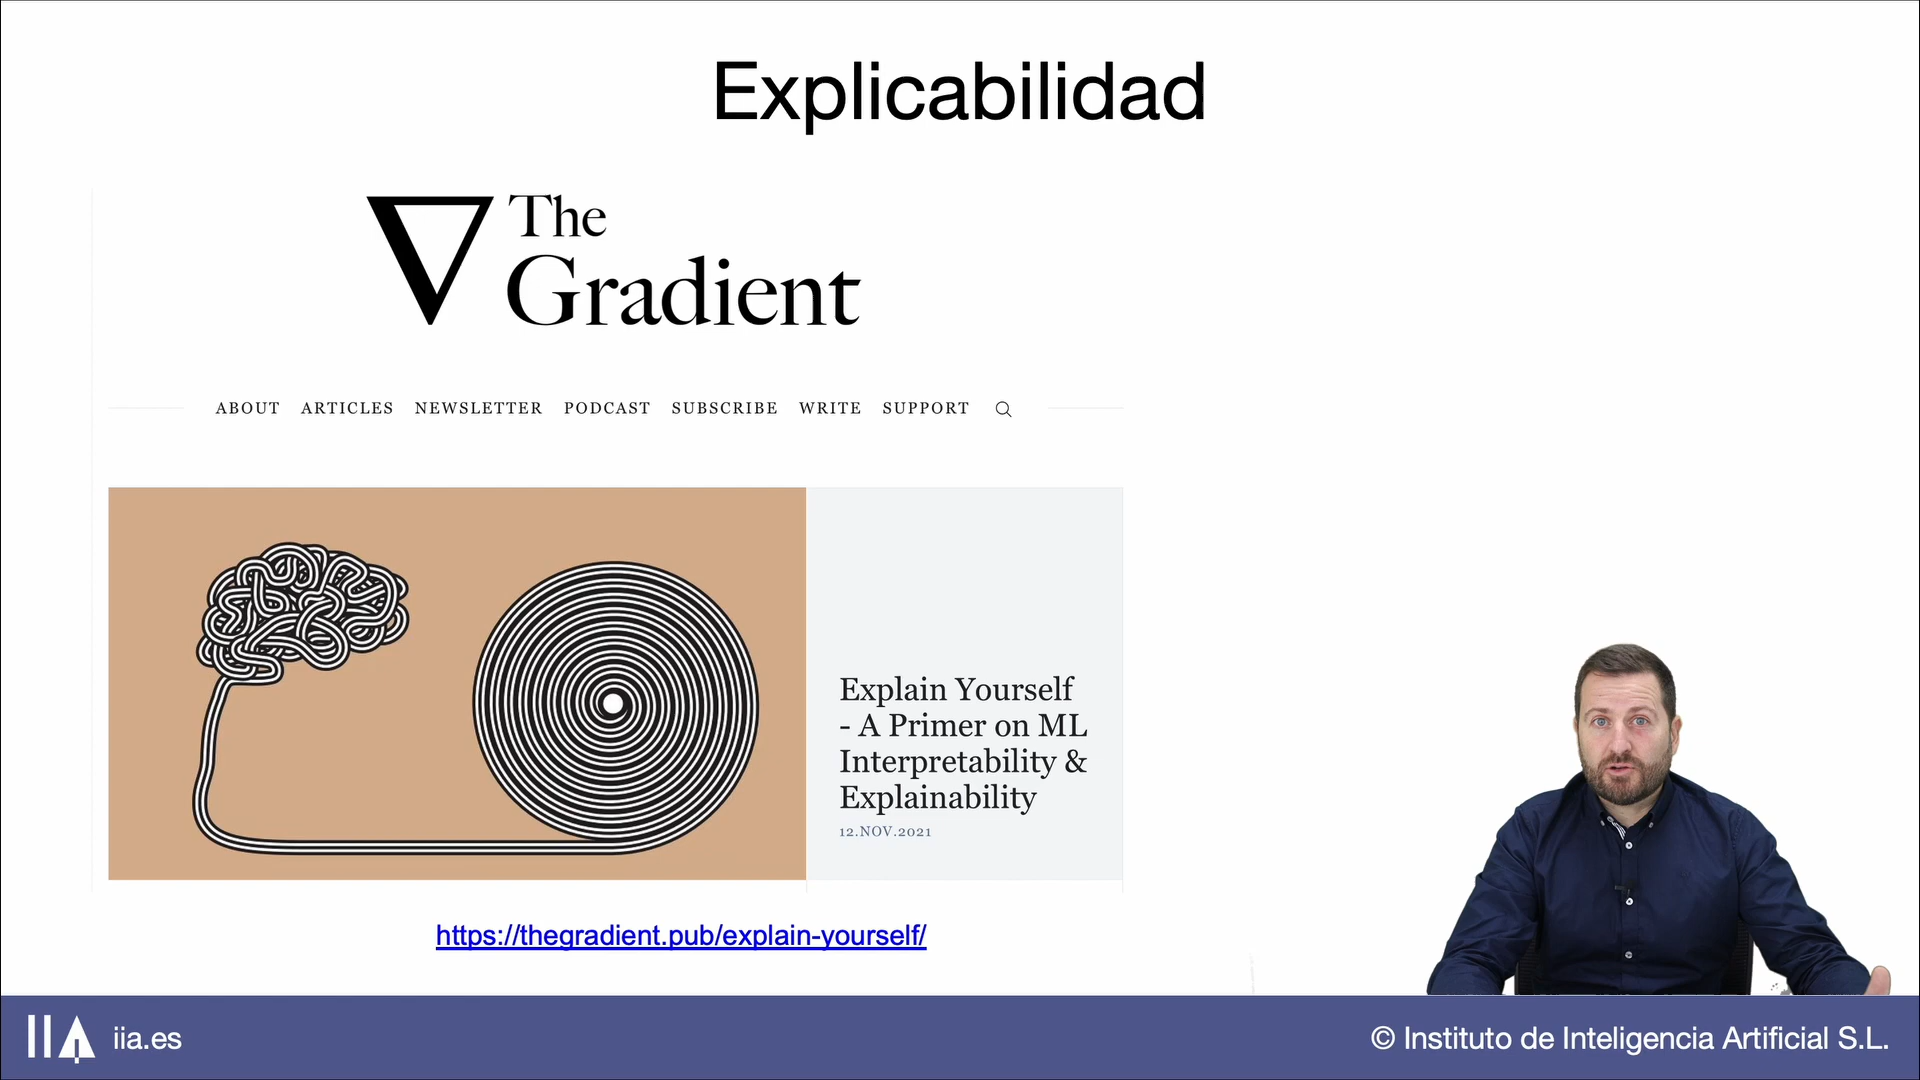 Explicabilidad
The
Gradient
ABOUT ARTICLES NEWSLETTER PODCAST SUBSCRIBE WRITE SUPPORT
Explain Yourself
- A Primer on ML
Interpretability &
Explainability
12.NOV.2021
https://thegradient.pub/explain-yourself/
IIA iia.es
© Instituto de Inteligencia Artificial S.L.